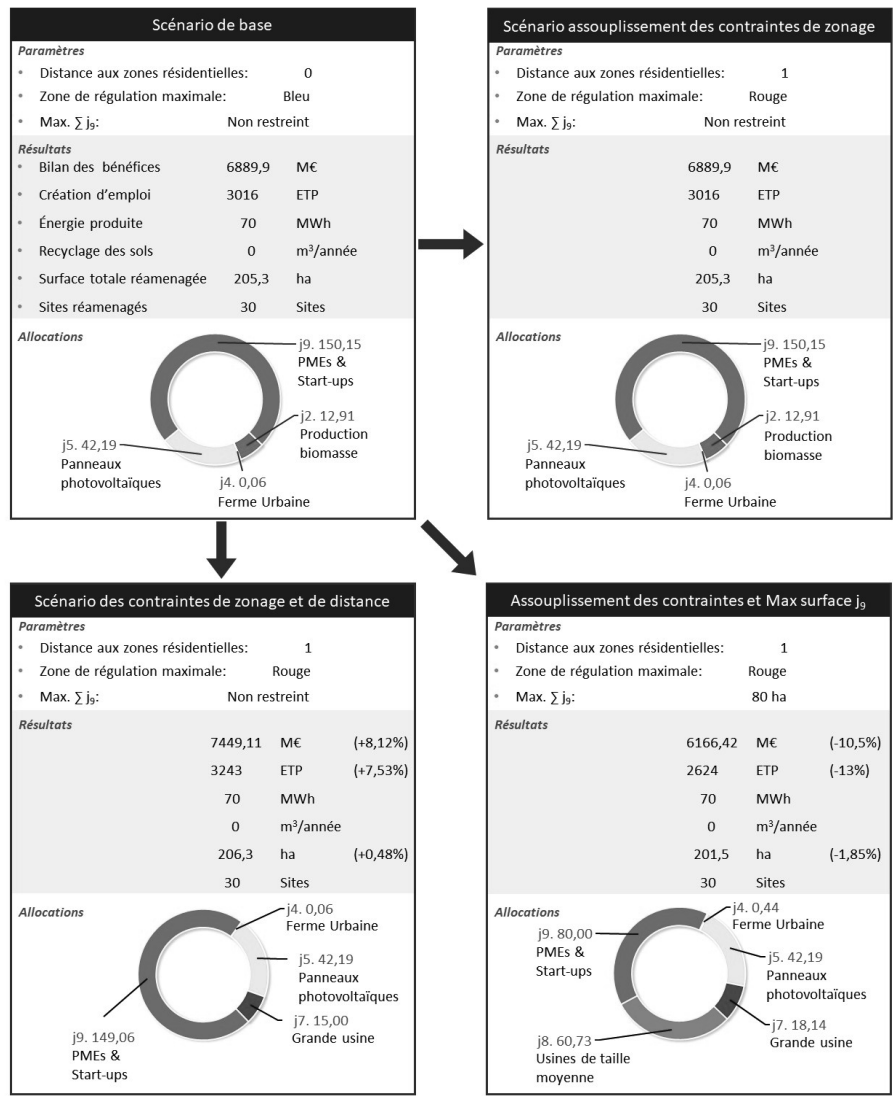 Scénario de base
Paramètres
• Distance aux zones résidentielles: 0
• Zone de régulation maximale: Bleu
• Max. ∑ j₉: Non restreint
Résultats
• Bilan des bénéfices 6889,9 M€
• Création d'emploi 3016 ETP
• Énergie produite 70 MWh
• Recyclage des sols 0 m³/année
• Surface totale réamenagée 205,3 ha
• Sites réamenagés 30 Sites
Allocations
j9. 150,15
PMEs &
Start-ups
j2. 12,91
Production
biomasse
j5. 42,19
Panneaux
photovoltaïques
j4. 0,06
Ferme Urbaine
Scénario assouplissement des contraintes de zonage
Paramètres
• Distance aux zones résidentielles: 1
• Zone de régulation maximale: Rouge
• Max. ∑ j₉: Non restreint
Résultats
6889,9 M€
3016 ETP
70 MWh
0 m³/année
205,3 ha
30 Sites
Allocations
j9. 150,15
PMEs &
Start-ups
j2. 12,91
Production
biomasse
j5. 42,19
Panneaux
photovoltaïques
j4. 0,06
Ferme Urbaine
Scénario des contraintes de zonage et de distance
Paramètres
• Distance aux zones résidentielles: 1
• Zone de régulation maximale: Rouge
• Max. ∑ j₉: Non restreint
Résultats
7449,11 M€ (+8,12%)
3243 ETP (+7,53%)
70 MWh
0 m³/année
206,3 ha (+0,48%)
30 Sites
Allocations
j4. 0,06
Ferme Urbaine
j5. 42,19
Panneaux
photovoltaïques
j7. 15,00
Grande usine
j9. 149,06
PMEs &
Start-ups
Assouplissement des contraintes et Max surface j₉
Paramètres
• Distance aux zones résidentielles: 1
• Zone de régulation maximale: Rouge
• Max. ∑ j₉: 80 ha
Résultats
6166,42 M€ (-10,5%)
2624 ETP (-13%)
70 MWh
0 m³/année
201,5 ha (-1,85%)
30 Sites
Allocations
j4. 0,44
Ferme Urbaine
j9. 80,00
PMEs &
Start-ups
j5. 42,19
Panneaux
photovoltaïques
j7. 18,14
Grande usine
j8. 60,73
Usines de taille
moyenne